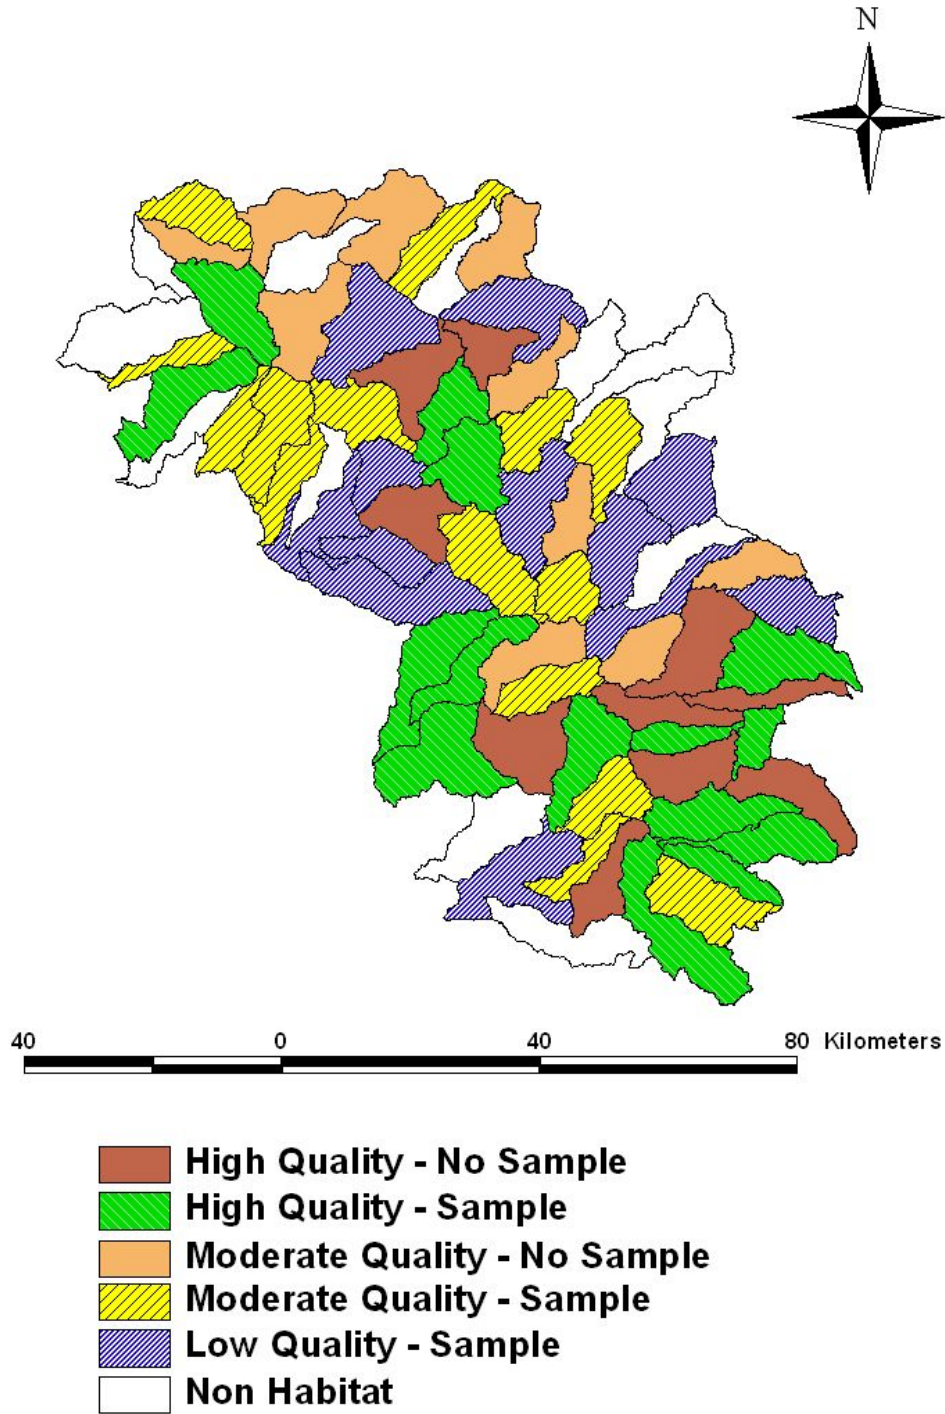 N
40 0 40 80 Kilometers
High Quality - No Sample
High Quality - Sample
Moderate Quality - No Sample
Moderate Quality - Sample
Low Quality - Sample
Non Habitat